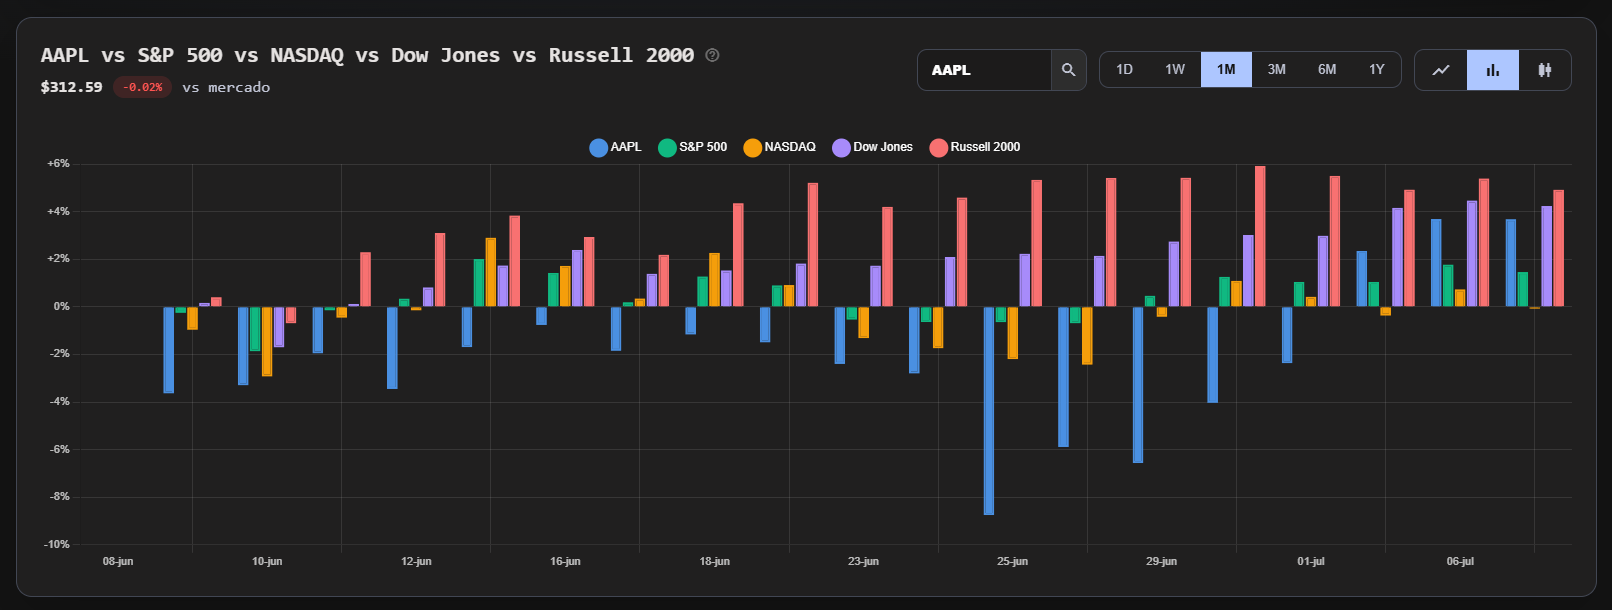 AAPL vs S&P 500 vs NASDAQ vs Dow Jones vs Russell 2000 ?
$312.59 -0.02% vs mercado
AAPL
1D 1W 1M 3M 6M 1Y
AAPL S&P 500 NASDAQ Dow Jones Russell 2000
+6%
+4%
+2%
0%
-2%
-4%
-6%
-8%
-10%
08-jun 10-jun 12-jun 16-jun 18-jun 23-jun 25-jun 29-jun 01-jul 06-jul